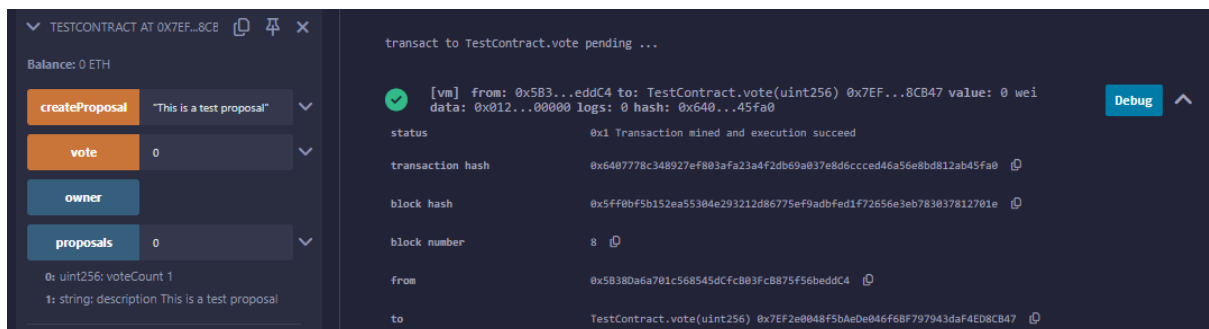 TESTCONTRACT AT 0X7EF...8CB
Balance: 0 ETH
createProposal "This is a test proposal"
vote 0
owner
proposals 0
0: uint256: voteCount 1
1: string: description This is a test proposal
transact to TestContract.vote pending ...
[vm] from: 0x5B3...eddC4 to: TestContract.vote(uint256) 0x7EF...8CB47 value: 0 wei
data: 0x012...00000 logs: 0 hash: 0x640...45fa0
Debug
status 0x1 Transaction mined and execution succeed
transaction hash 0x6407778c348927ef803afa23a4f2db69a037e8d6ccced46a56e8bd812ab45fa0
block hash 0x5ff0bf5b152ea55304e293212d86775ef9adbfed1f72656e3eb783037812701e
block number 8
from 0x5B38Da6a701c568545dCfcB03FcB875f56beddC4
to TestContract.vote(uint256) 0x7EF2e0048f5bAeDe046f6BF797943daF4ED8CB47